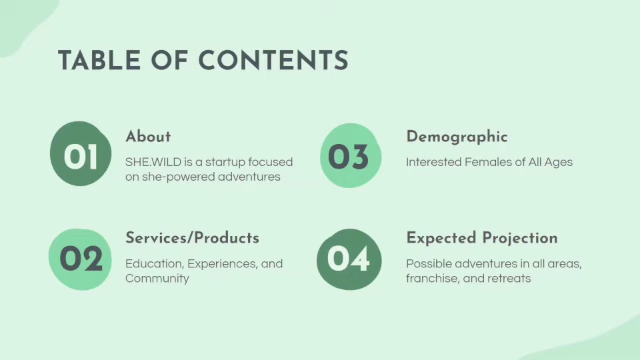 TABLE OF CONTENTS
01
About
SHE.WILD is a startup focused
on she-powered adventures
02
Services/Products
Education, Experiences, and
Community
03
Demographic
Interested Females of All Ages
04
Expected Projection
Possible adventures in all areas,
franchise, and retreats